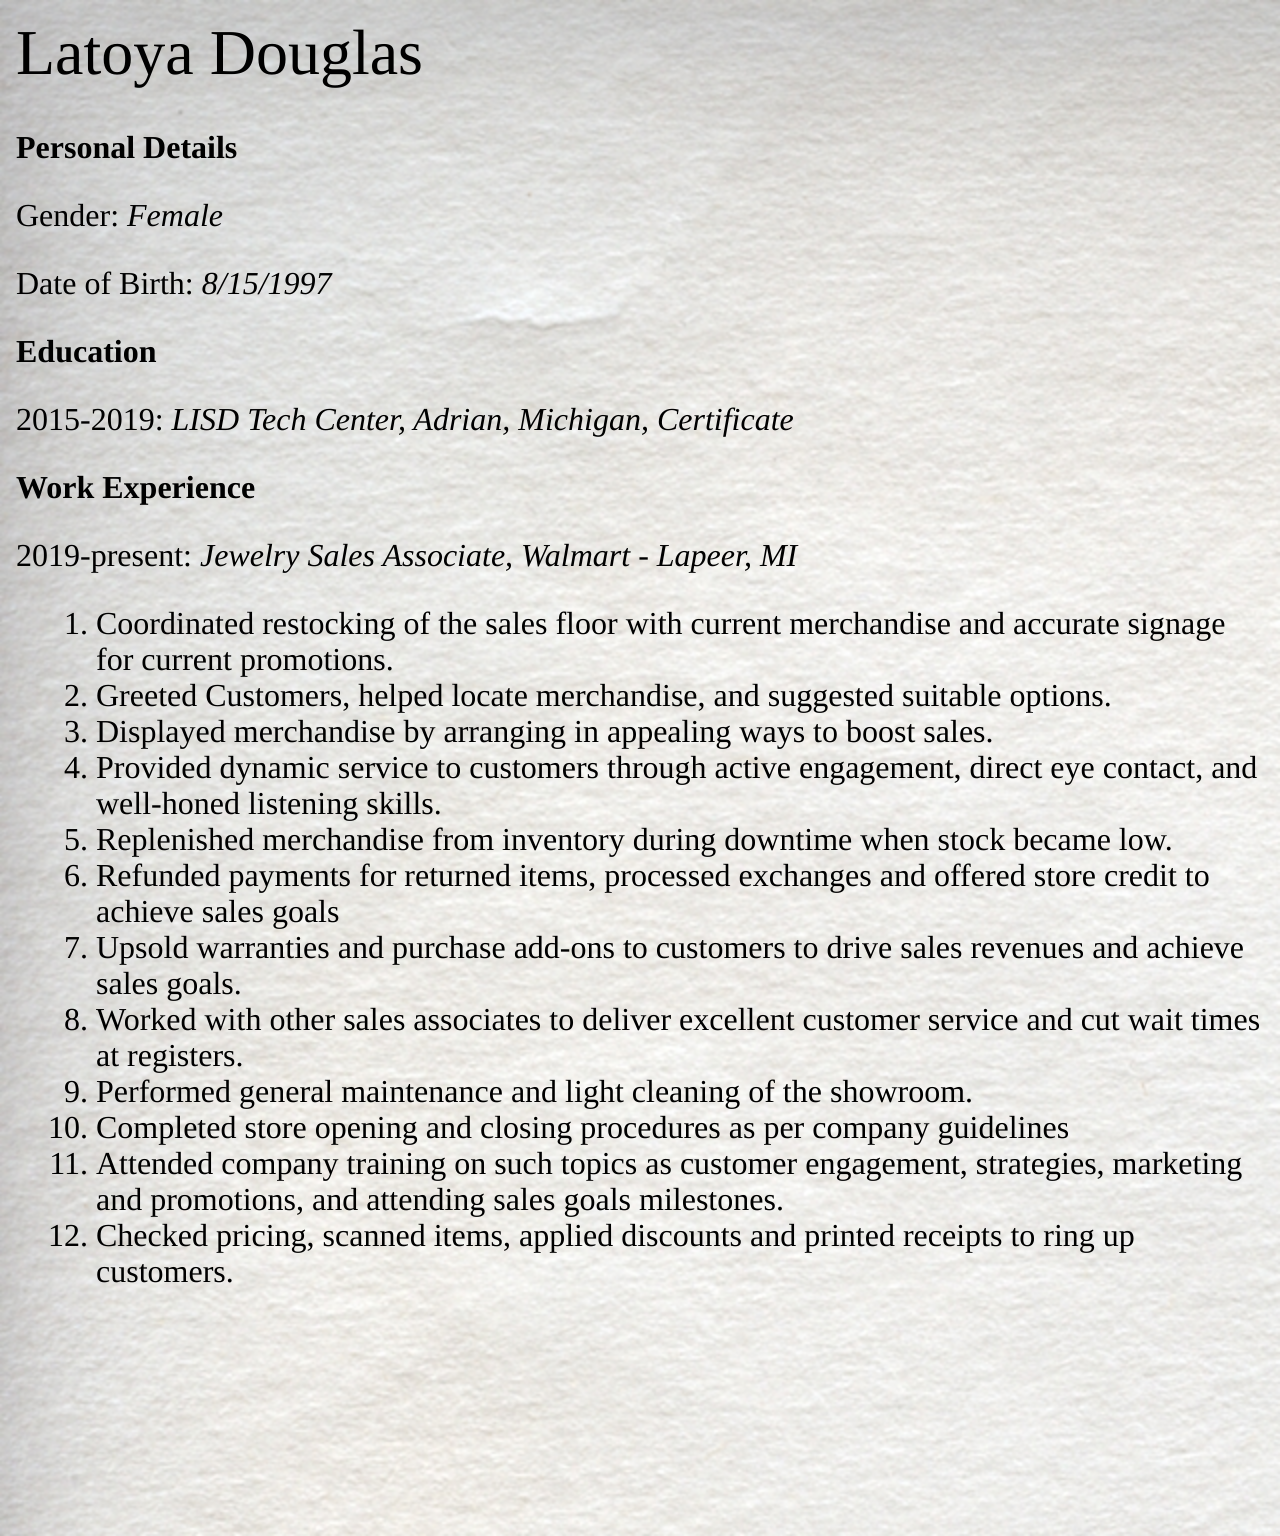 Latoya Douglas
Personal Details
Gender: Female
Date of Birth: 8/15/1997
Education
2015-2019: LISD Tech Center, Adrian, Michigan, Certificate
Work Experience
2019-present: Jewelry Sales Associate, Walmart - Lapeer, MI
1. Coordinated restocking of the sales floor with current merchandise and accurate signage
for current promotions.
2. Greeted Customers, helped locate merchandise, and suggested suitable options.
3. Displayed merchandise by arranging in appealing ways to boost sales.
4. Provided dynamic service to customers through active engagement, direct eye contact, and
well-honed listening skills.
5. Replenished merchandise from inventory during downtime when stock became low.
6. Refunded payments for returned items, processed exchanges and offered store credit to
achieve sales goals
7. Upsold warranties and purchase add-ons to customers to drive sales revenues and achieve
sales goals.
8. Worked with other sales associates to deliver excellent customer service and cut wait times
at registers.
9. Performed general maintenance and light cleaning of the showroom.
10. Completed store opening and closing procedures as per company guidelines
11. Attended company training on such topics as customer engagement, strategies, marketing
and promotions, and attending sales goals milestones.
12. Checked pricing, scanned items, applied discounts and printed receipts to ring up
customers.